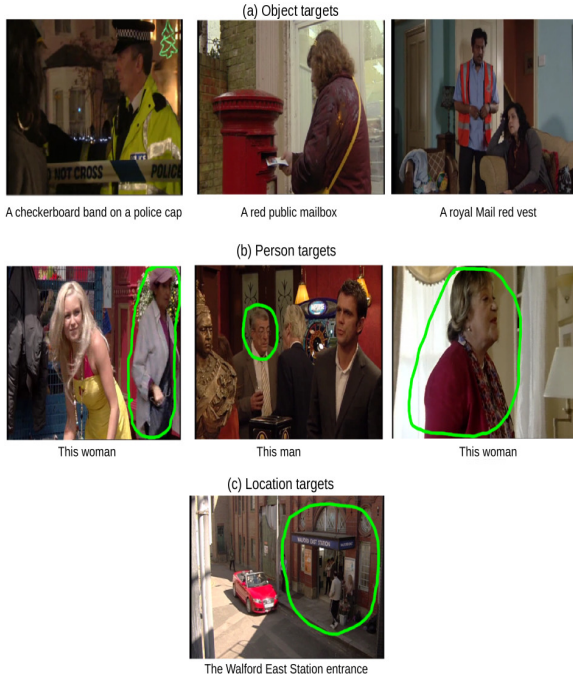 (a) Object targets
DO NOT CROSS
POLICE
A checkerboard band on a police cap
A red public mailbox
A royal Mail red vest
(b) Person targets
This woman
This man
This woman
(c) Location targets
WALFORD EAST STATION
The Walford East Station entrance